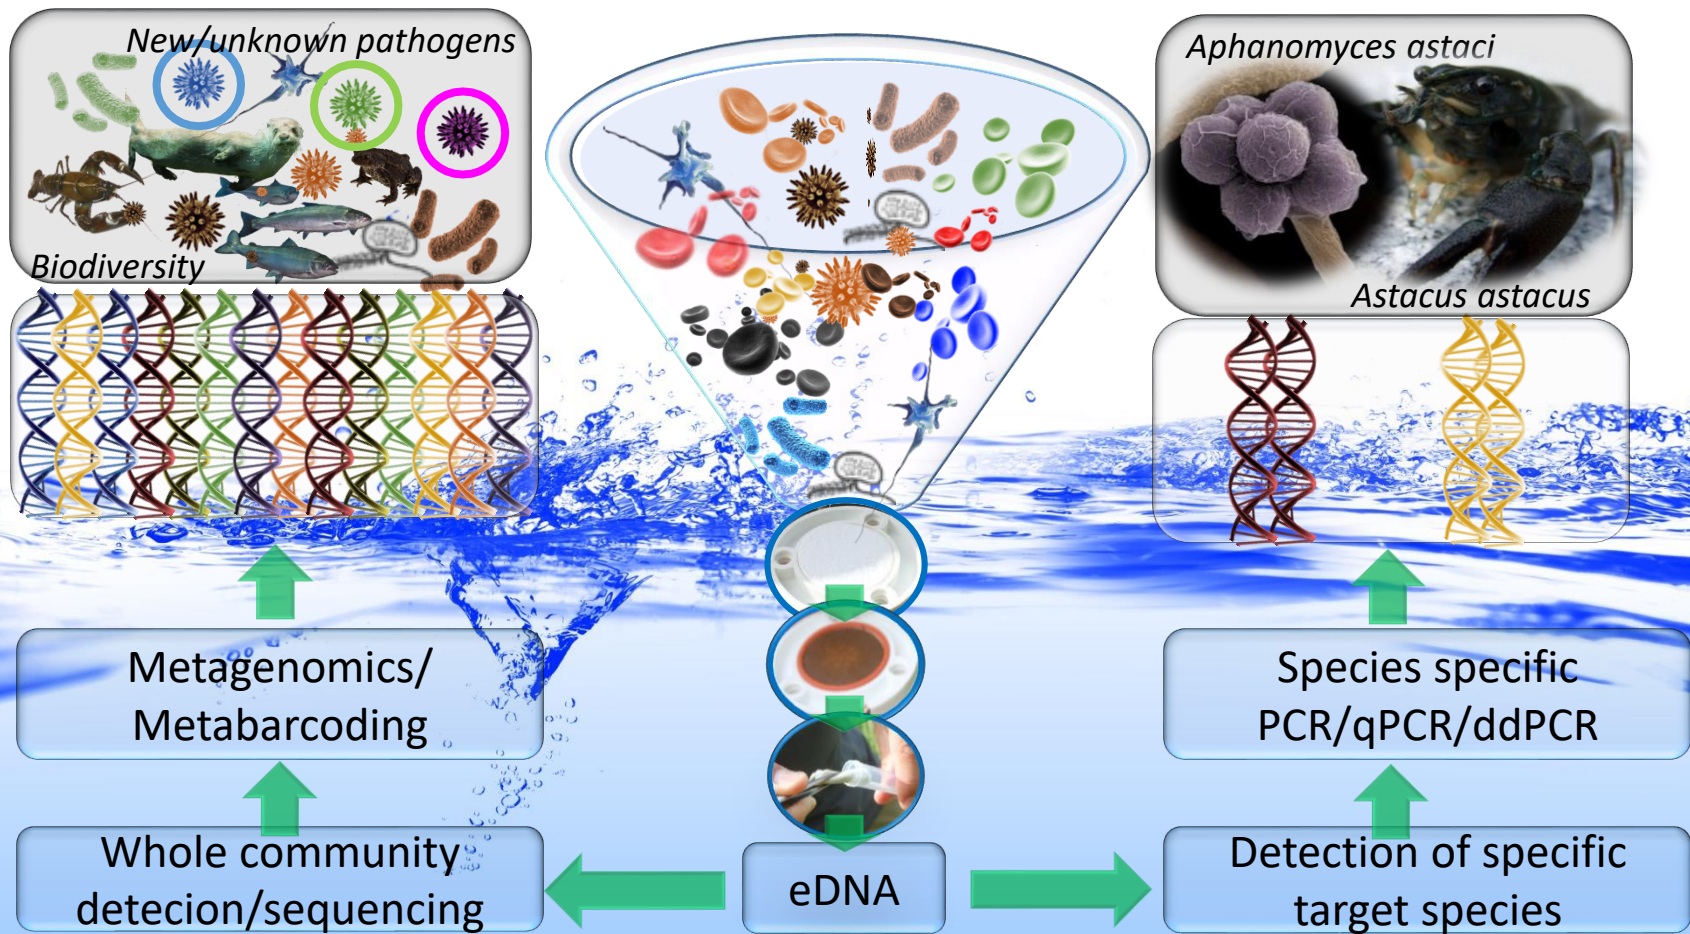 New/unknown pathogens
Biodiversity
Aphanomyces astaci
Astacus astacus
Metagenomics/
Metabarcoding
Whole community
detecion/sequencing
eDNA
Species specific
PCR/qPCR/ddPCR
Detection of specific
target species